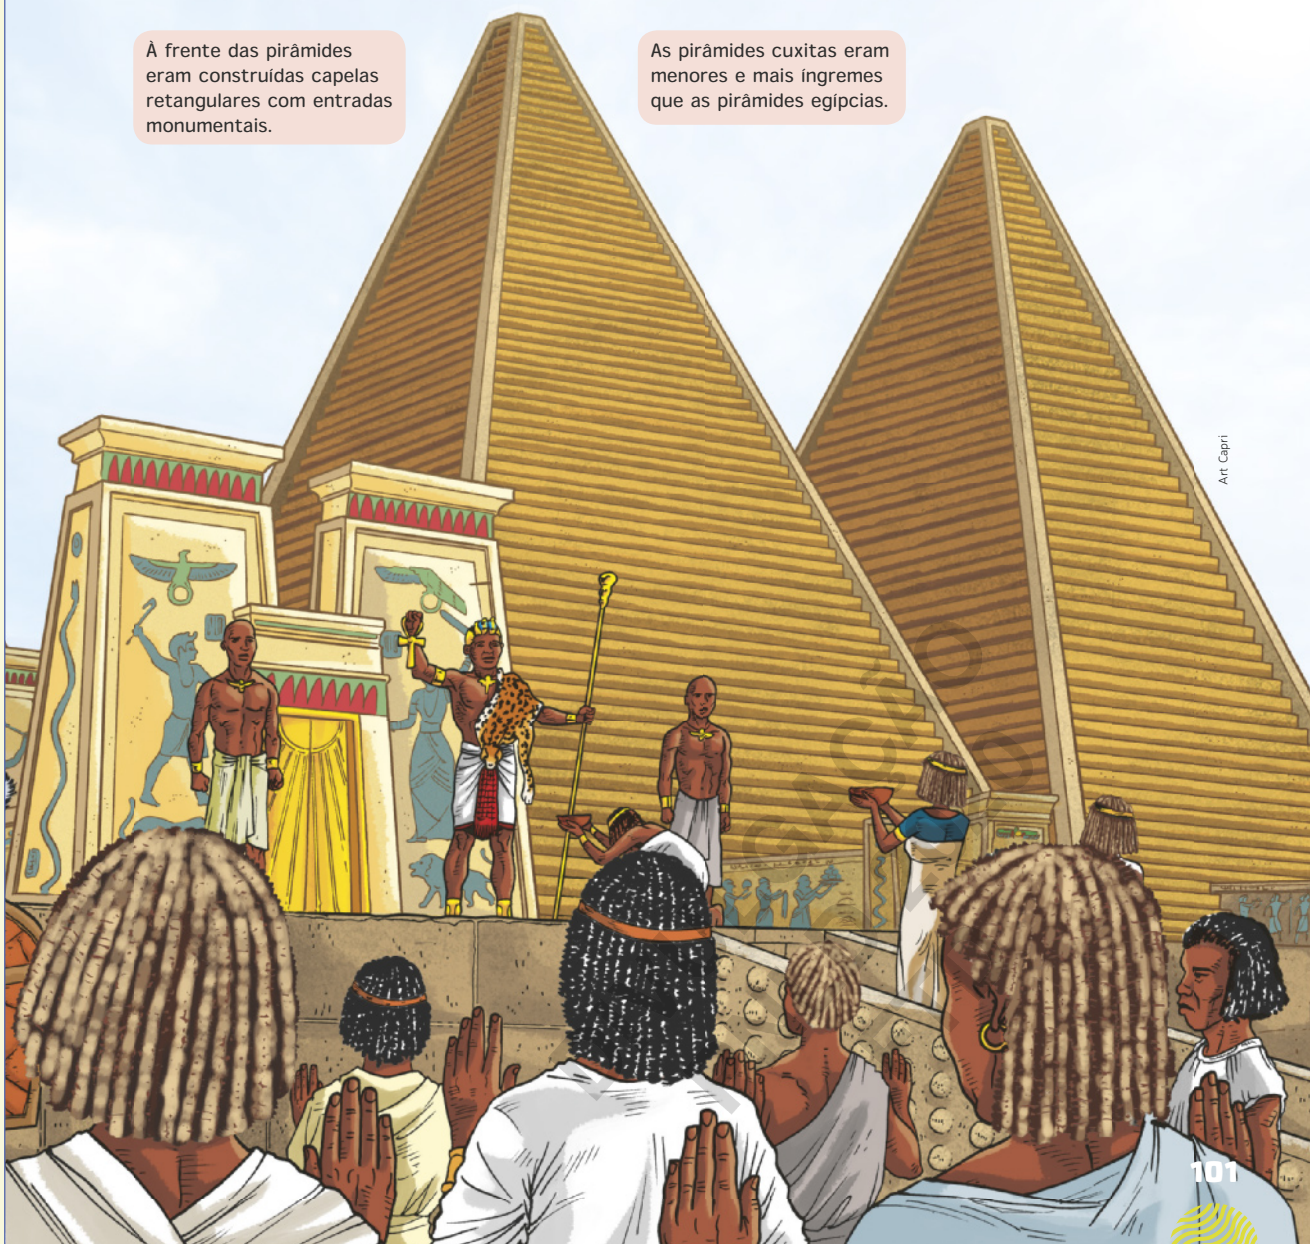 À frente das pirâmides
eram construídas capelas
retangulares com entradas
monumentais.
As pirâmides cuxitas eram
menores e mais íngremes
que as pirâmides egípcias.
Art Capri
101